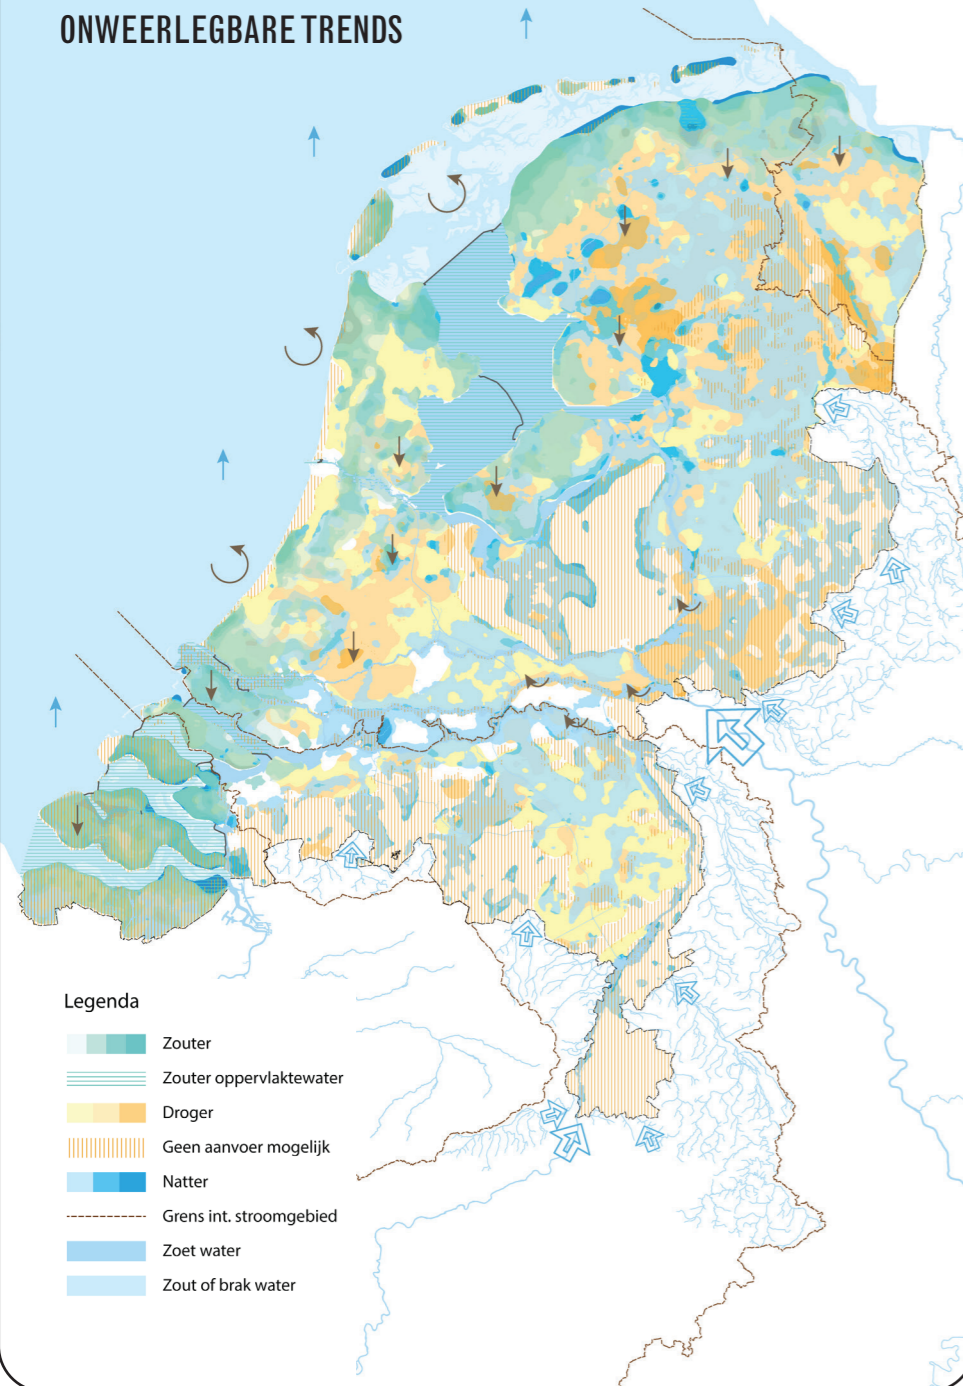 ONWEERLEGBARE TRENDS
Legenda
Zouter
Zouter oppervlaktewater
Droger
Geen aanvoer mogelijk
Natter
Grens int. stroomgebied
Zoet water
Zout of brak water